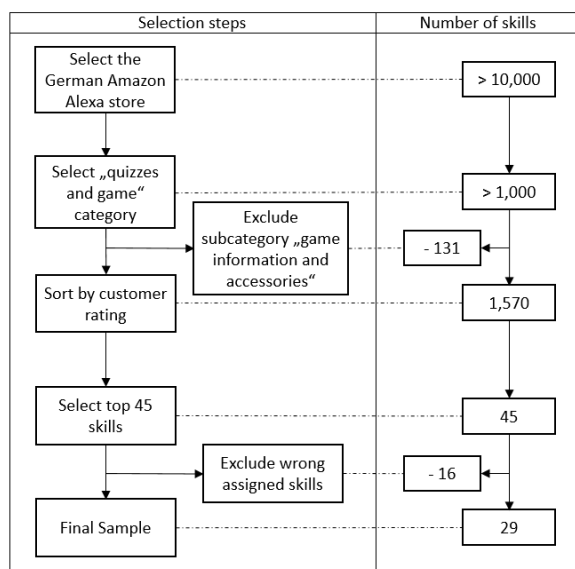 Selection steps
Number of skills
Select the
German Amazon
Alexa store
> 10,000
Select „quizzes
and game“
category
> 1,000
Exclude
subcategory „game
information and
accessories“
- 131
Sort by customer
rating
1,570
Select top 45
skills
45
Exclude wrong
assigned skills
- 16
Final Sample
29